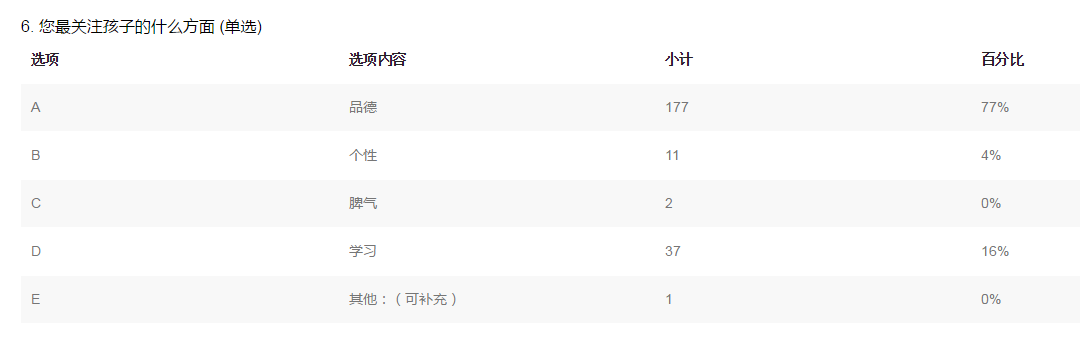 6. 您最关注孩子的什么方面 (单选)
选项 选项内容 小计 百分比
A 品德 177 77%
B 个性 11 4%
C 脾气 2 0%
D 学习 37 16%
E 其他：（可补充） 1 0%